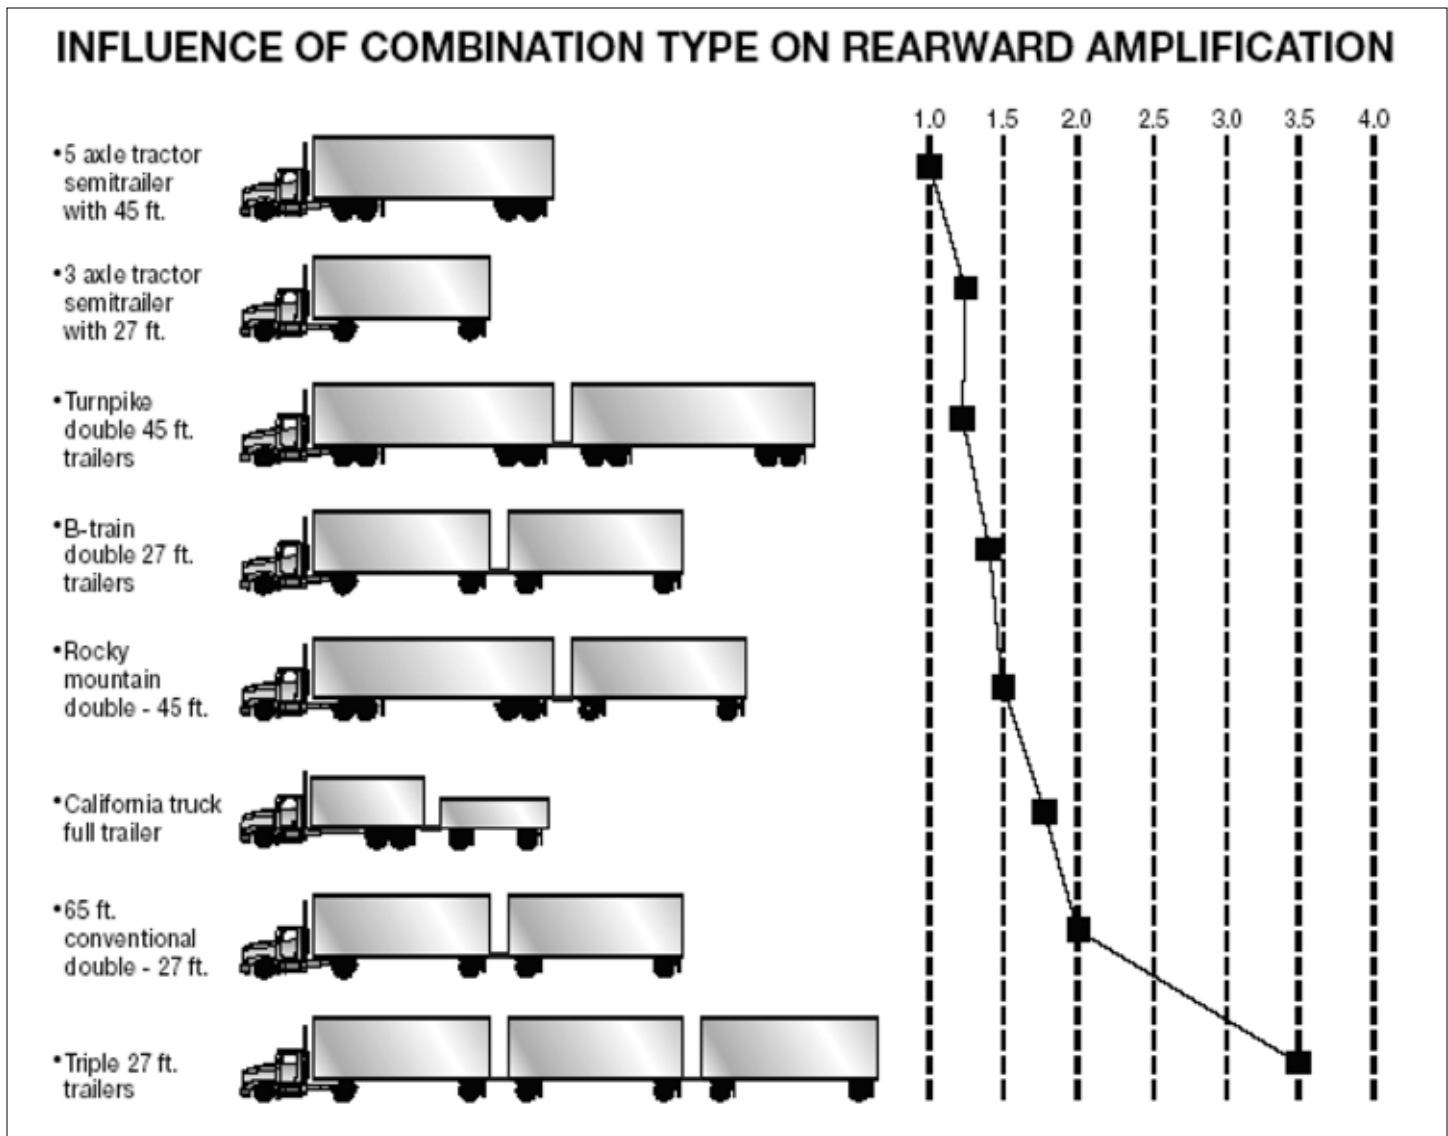 INFLUENCE OF COMBINATION TYPE ON REARWARD AMPLIFICATION
1.0 1.5 2.0 2.5 3.0 3.5 4.0
•5 axle tractor
semitrailer
with 45 ft.
•3 axle tractor
semitrailer
with 27 ft.
•Turnpike
double 45 ft.
trailers
•B-train
double 27 ft.
trailers
•Rocky
mountain
double - 45 ft.
•California truck
full trailer
•65 ft.
conventional
double - 27 ft.
•Triple 27 ft.
trailers